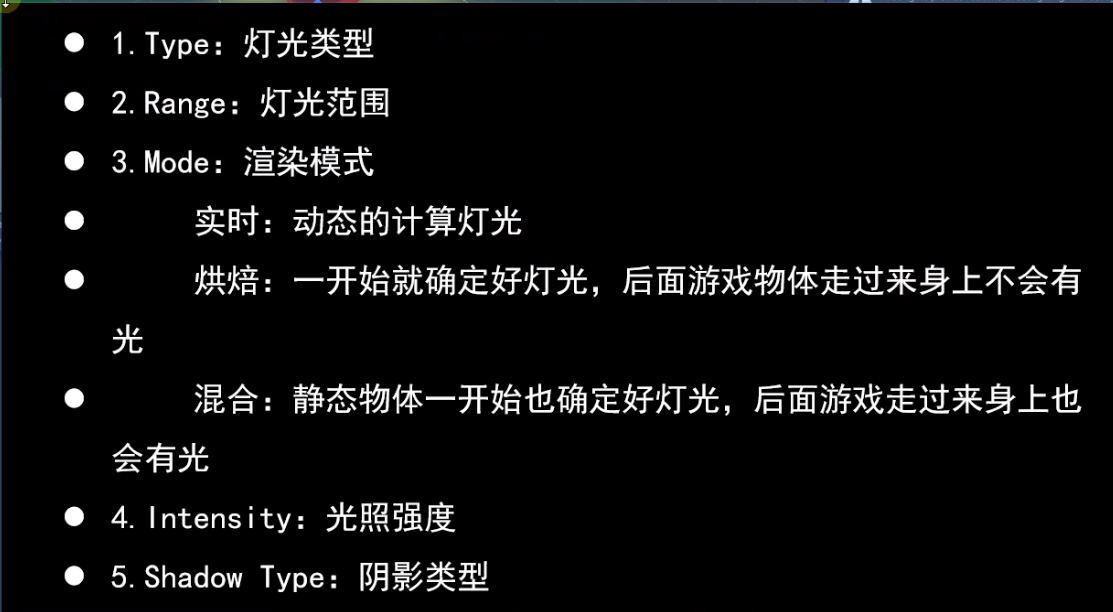 ● 1.Type：灯光类型
● 2.Range：灯光范围
● 3.Mode：渲染模式
● 实时：动态的计算灯光
● 烘焙：一开始就确定好灯光，后面游戏物体走过来身上不会有
光
● 混合：静态物体一开始也确定好灯光，后面游戏走过来身上也
会有光
● 4.Intensity：光照强度
● 5.Shadow Type：阴影类型